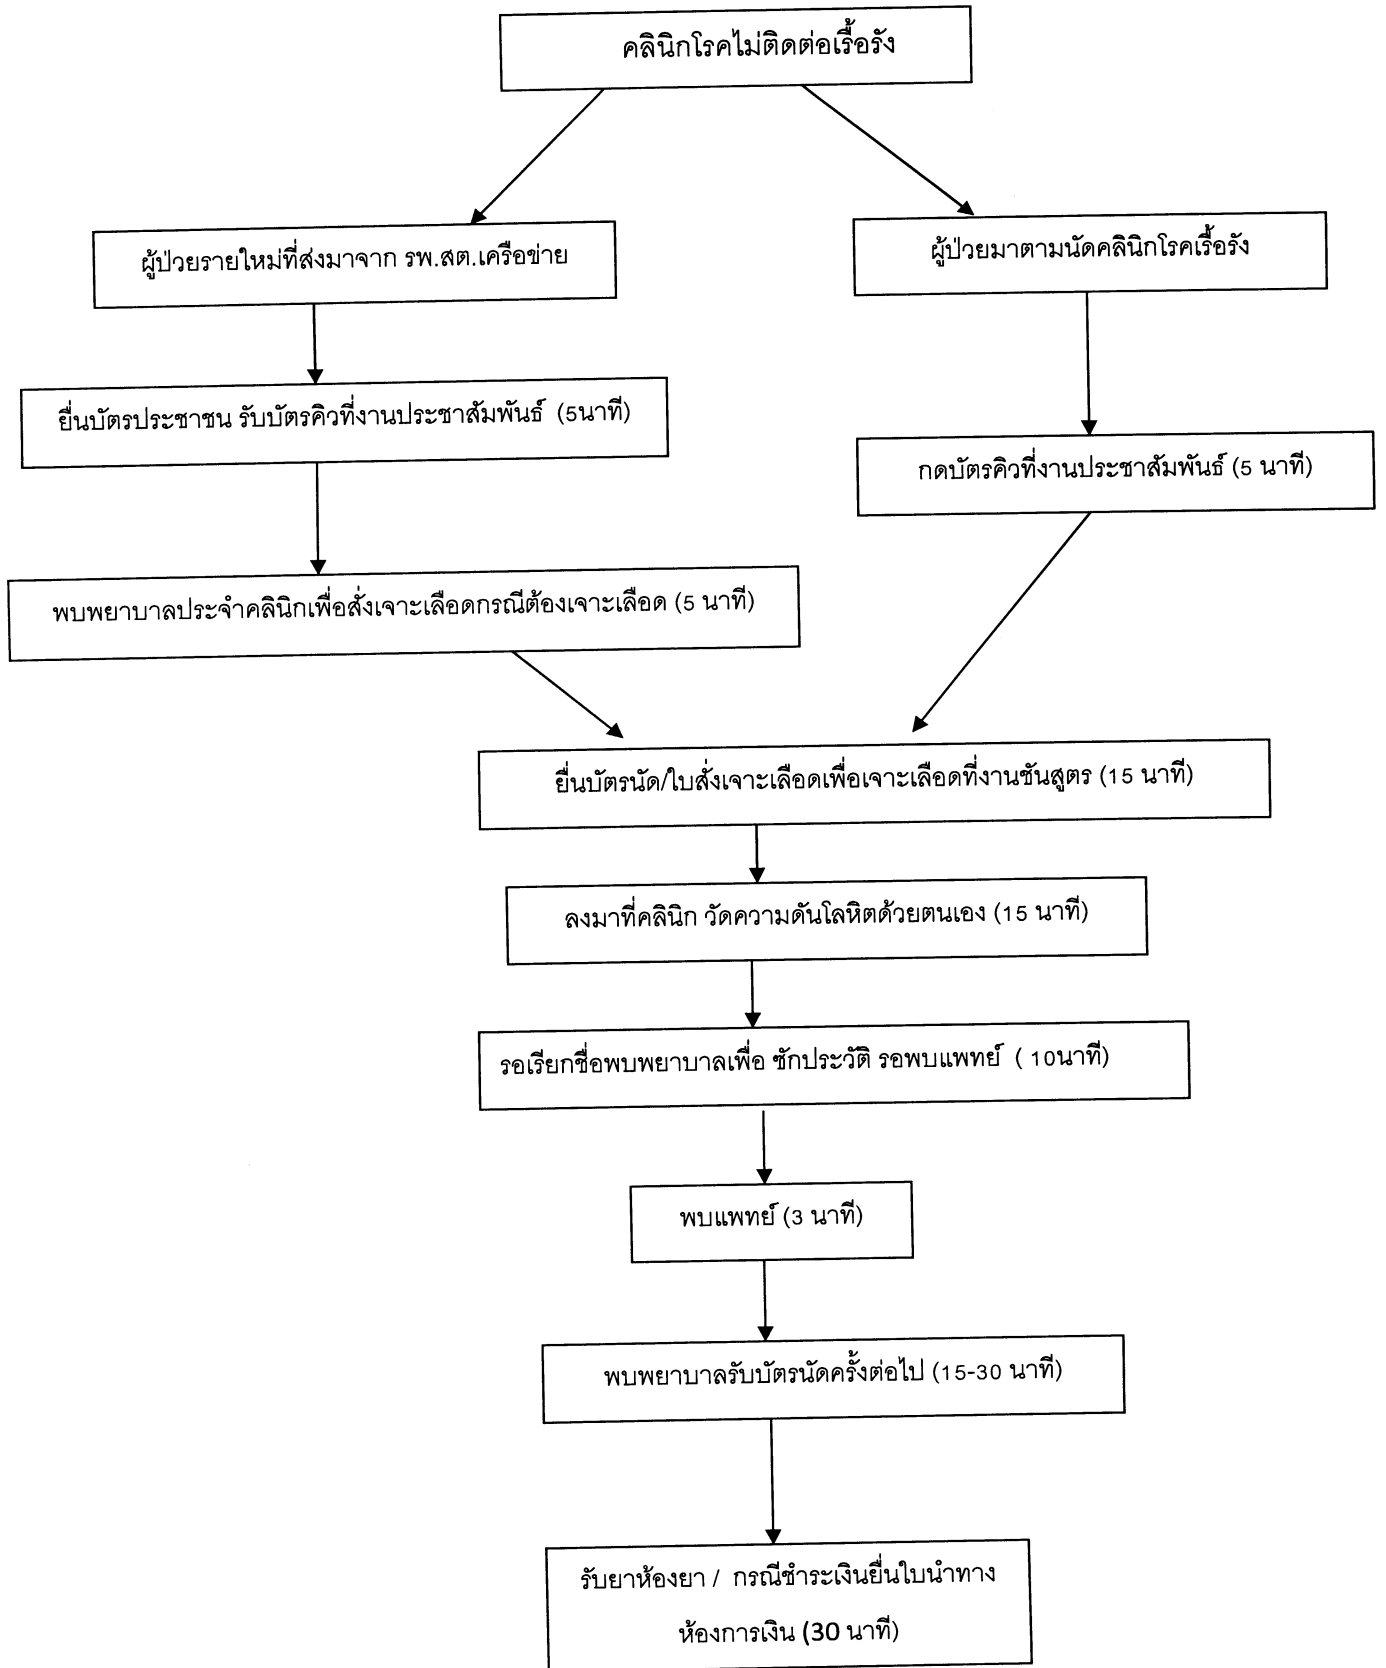 คลินิกโรคไม่ติดต่อเรื้อรัง
ผู้ป่วยรายใหม่ที่ส่งมาจาก รพ.สต.เครือข่าย
ผู้ป่วยมาตามนัดคลินิกโรคเรื้อรัง
ยื่นบัตรประชาชน รับบัตรคิวที่งานประชาสัมพันธ์ (5นาที)
กดบัตรคิวที่งานประชาสัมพันธ์ (5 นาที)
พบพยาบาลประจำคลินิกเพื่อสั่งเจาะเลือดกรณีต้องเจาะเลือด (5 นาที)
ยื่นบัตรนัด/ใบสั่งเจาะเลือดเพื่อเจาะเลือดที่งานชันสูตร (15 นาที)
ลงมาที่คลินิก วัดความดันโลหิตด้วยตนเอง (15 นาที)
รอเรียกชื่อพบพยาบาลเพื่อ ซักประวัติ รอพบแพทย์ ( 10นาที)
พบแพทย์ (3 นาที)
พบพยาบาลรับบัตรนัดครั้งต่อไป (15-30 นาที)
รับยาห้องยา / กรณีชำระเงินยื่นใบนำทาง
ห้องการเงิน (30 นาที)